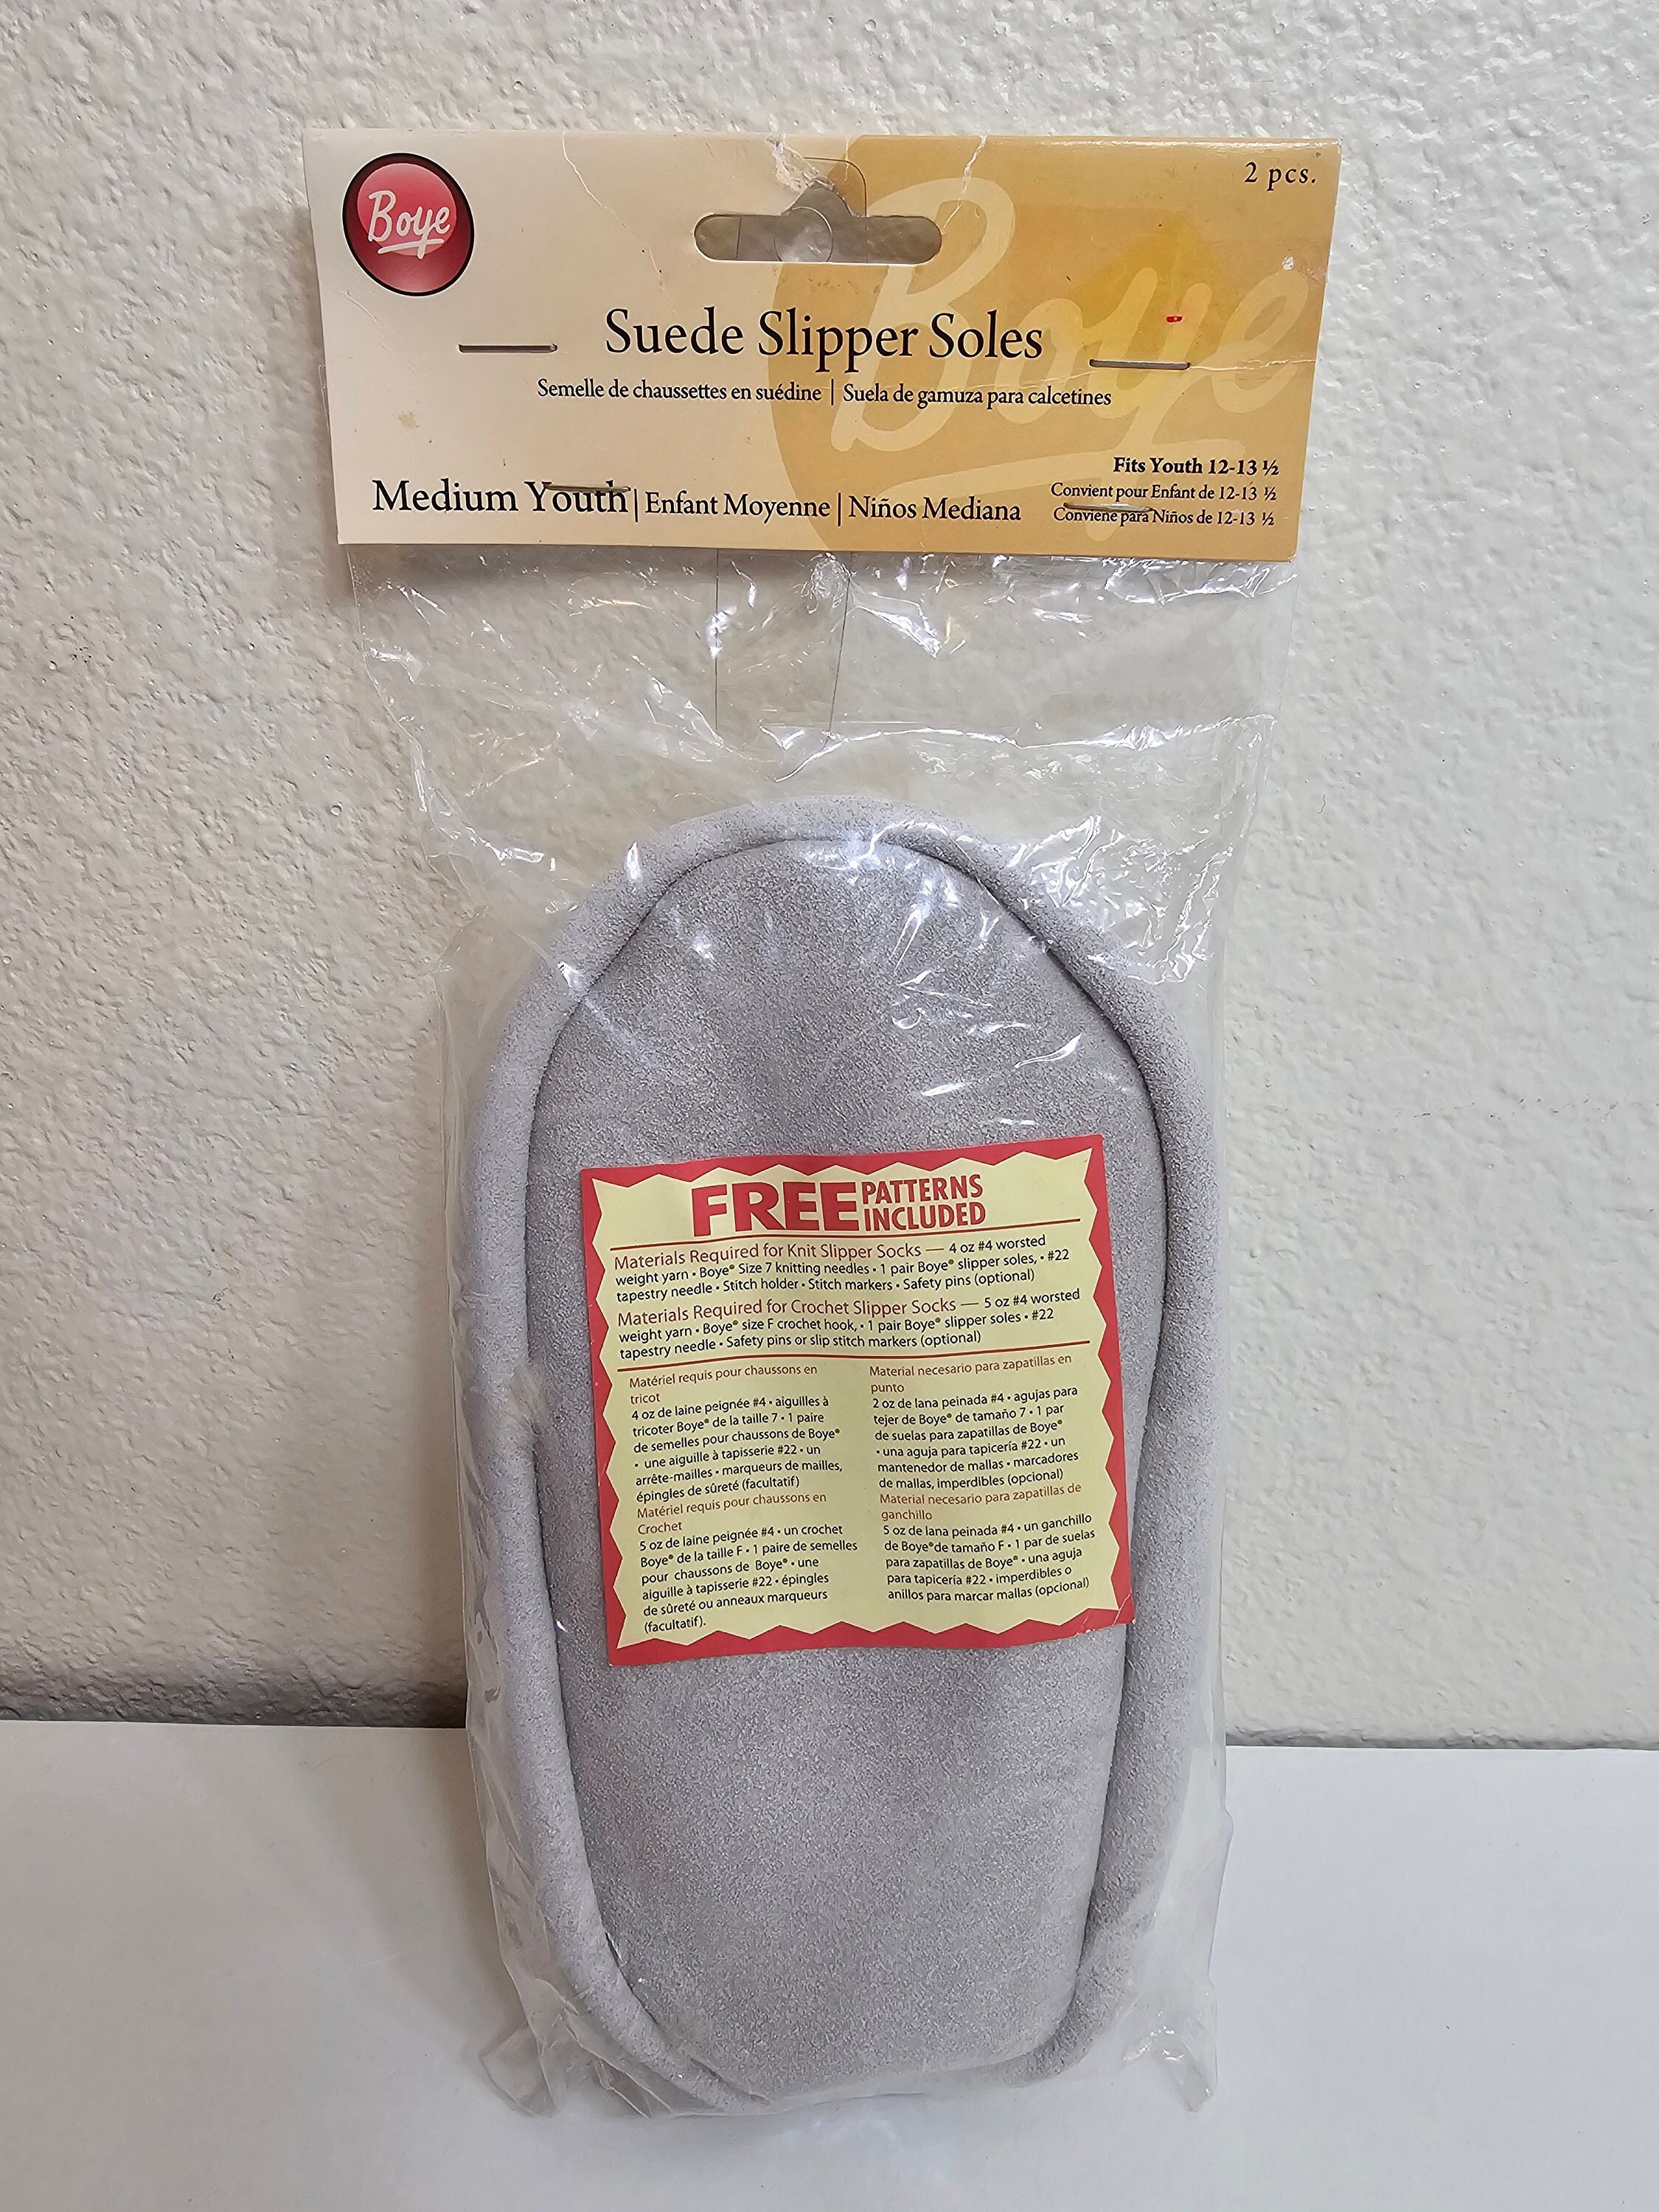 Boye
2 pcs.
Boye
Suede Slipper Soles
Semelle de chaussettes en suédine | Suela de gamuza para calcetines
Medium Youth | Enfant Moyenne | Niños Mediana
Fits Youth 12-13 ½
Convient pour Enfant de 12-13 ½
Conviene para Niños de 12-13 ½
FREE PATTERNS
INCLUDED
Materials Required for Knit Slipper Socks — 4 oz #4 worsted
weight yarn • Boye® Size 7 knitting needles • 1 pair Boye® slipper soles, • #22
tapestry needle • Stitch holder • Stitch markers • Safety pins (optional)
Materials Required for Crochet Slipper Socks — 5 oz #4 worsted
weight yarn • Boye® size F crochet hook, • 1 pair Boye® slipper soles • #22
tapestry needle • Safety pins or slip stitch markers (optional)
Matériel requis pour chaussons en
tricot
4 oz de laine peignée #4 • aiguilles à
tricoter Boye® de la taille 7 • 1 paire
de semelles pour chaussons de Boye®
• une aiguille à tapisserie #22 • un
arrête-mailles • marqueurs de mailles,
épingles de sûreté (facultatif)
Matériel requis pour chaussons en
Crochet
5 oz de laine peignée #4 • un crochet
Boye® de la taille F • 1 paire de semelles
pour chaussons de Boye® • une
aiguille à tapisserie #22 • épingles
de sûreté ou anneaux marqueurs
(facultatif).
Material necesario para zapatillas en
punto
2 oz de lana peinada #4 • agujas para
tejer de Boye® de tamaño 7 • 1 par
de suelas para zapatillas de Boye®
• una aguja para tapicería #22 • un
mantenedor de mallas • marcadores
de mallas, imperdibles (opcional)
Material necesario para zapatillas de
ganchillo
5 oz de lana peinada #4 • un ganchillo
de Boye®de tamaño F • 1 par de suelas
para zapatillas de Boye® • una aguja
para tapicería #22 • imperdibles o
anillos para marcar mallas (opcional)